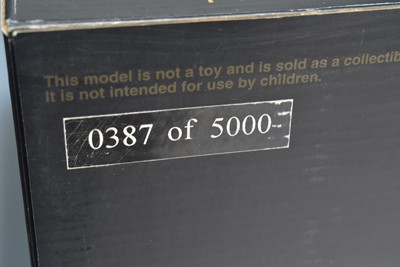 This model is not a toy and is sold as a collectib
It is not intended for use by children.
0387 of 5000